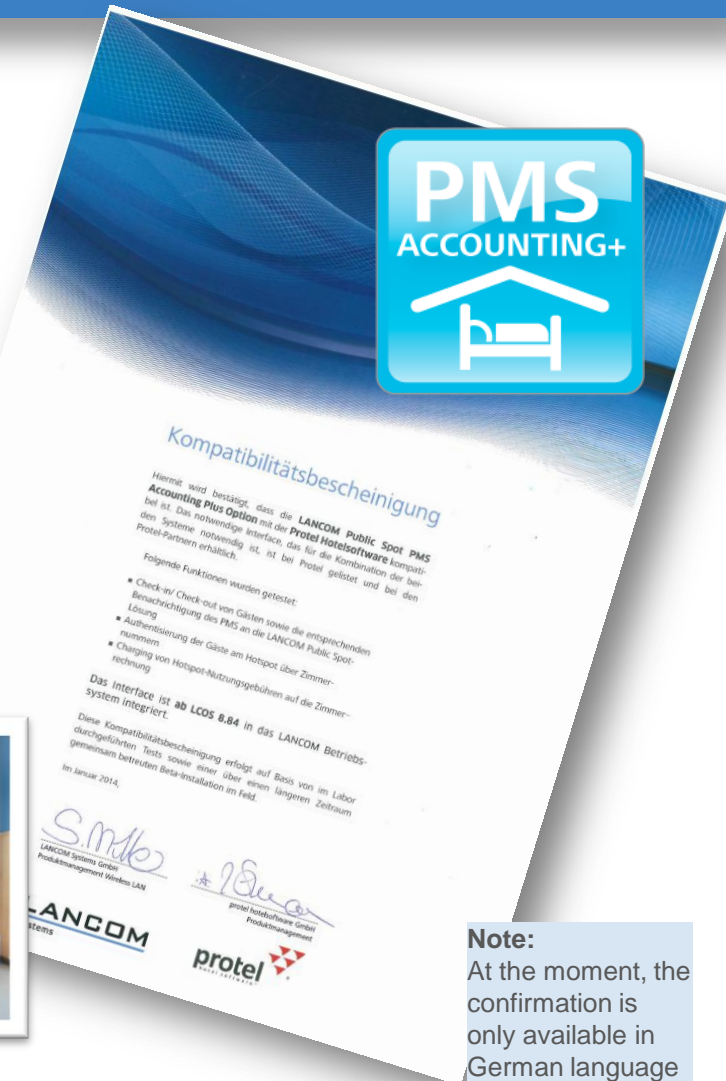 PMS
ACCOUNTING+
Kompatibilitätsbescheinigung
Hiermit wird bestätigt, dass die LANCOM Public Spot PMS
Accounting Plus Option mit der Protel Hotelsoftware kompati-
bel ist. Das notwendige Interface, das für die Kombination der bei-
den Systeme notwendig ist, ist bei Protel gelistet und bei den
Protel-Partnern erhältlich.
Folgende Funktionen wurden getestet:
▪ Check-in/ Check-out von Gästen sowie die entsprechenden
Benachrichtigung des PMS an die LANCOM Public Spot-
Lösung
▪ Authentisierung der Gäste am Hotspot über Zimmer-
nummern
▪ Charging von Hotspot-Nutzungsgebühren auf die Zimmer-
rechnung
Das Interface ist ab LCOS 8.84 in das LANCOM Betriebs-
system integriert.
Diese Kompatibilitätsbescheinigung erfolgt auf Basis von im Labor
durchgeführten Tests sowie einer über einen längeren Zeitraum
gemeinsam betreuten Beta-Installation im Feld.
Im Januar 2014,
LANCOM Systems GmbH
Produktmanagement Wireless LAN
protel hotelsoftware GmbH
Produktmanagement
LANCOM
stems
protel
hotel software
Note:
At the moment, the
confirmation is
only available in
German language